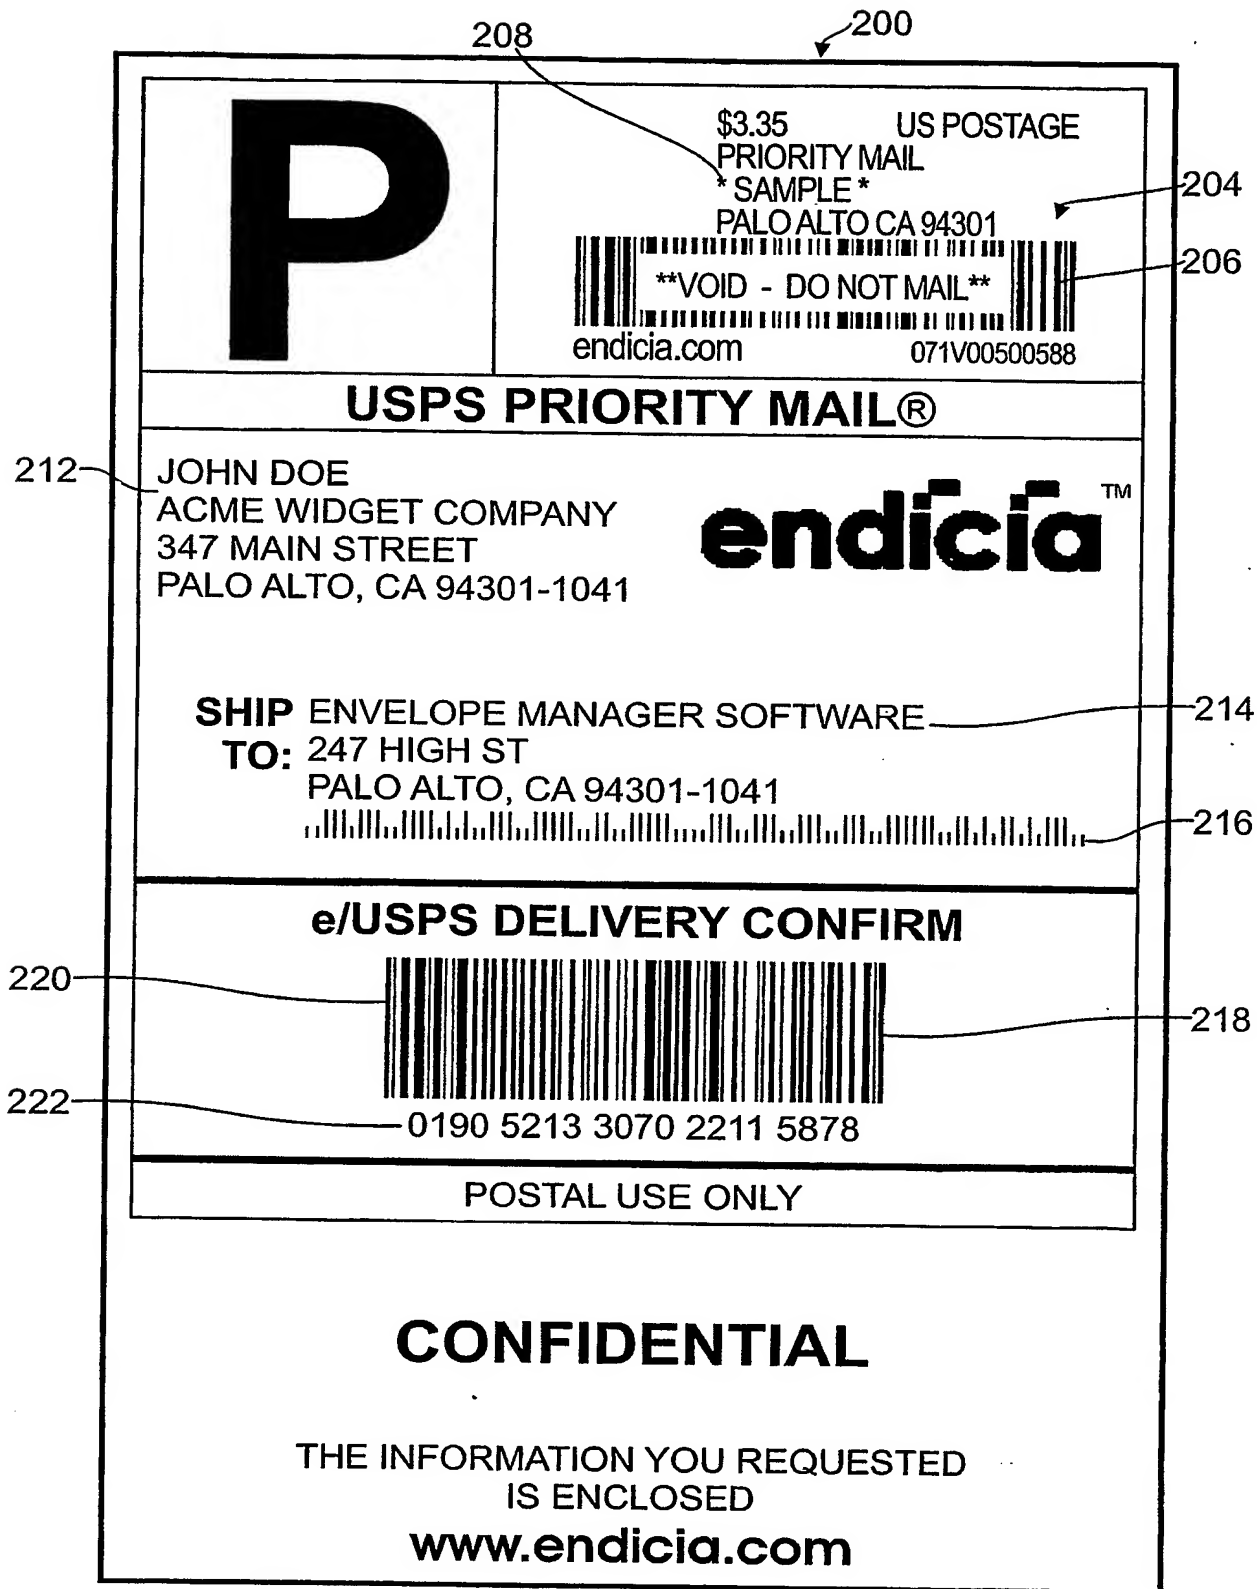 208
200
P
$3.35 US POSTAGE
PRIORITY MAIL
* SAMPLE *
204
PALO ALTO CA 94301
206
**VOID - DO NOT MAIL**
endicia.com 071V00500588
USPS PRIORITY MAIL®
212
JOHN DOE
ACME WIDGET COMPANY
347 MAIN STREET
PALO ALTO, CA 94301-1041
endicia™
SHIP TO:
ENVELOPE MANAGER SOFTWARE
214
247 HIGH ST
PALO ALTO, CA 94301-1041
216
e/USPS DELIVERY CONFIRM
220
218
222
0190 5213 3070 2211 5878
POSTAL USE ONLY
CONFIDENTIAL
THE INFORMATION YOU REQUESTED
IS ENCLOSED
www.endicia.com